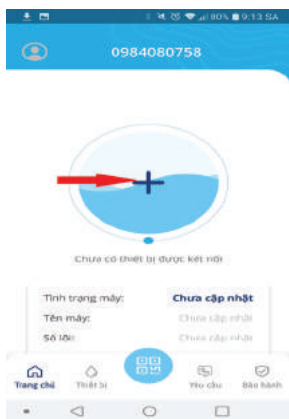 80% 9:13 SA
0984080758
Chưa có thiết bị được kết nối
Tình trạng máy: Chưa cập nhật
Tên máy: Chưa cập nhật
Số lõi: Chưa cập nhật
Trang chủ Thiết bị Yêu cầu Bảo hành